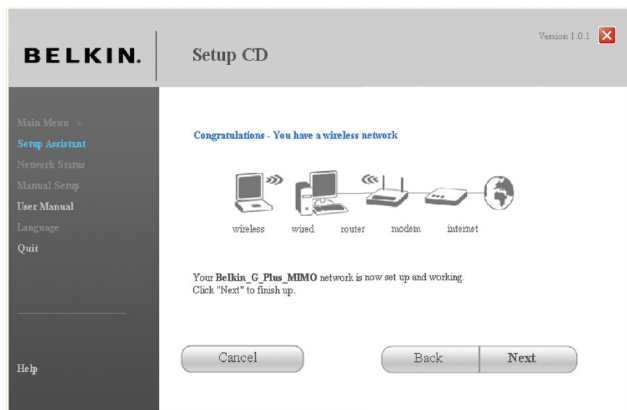 BELKIN.
Setup CD
Version 1.0.1
Main Menu >
Setup Assistant
Network Status
Manual Setup
User Manual
Language
Quit
Help
Congratulations - You have a wireless network
wireless wired router modem internet
Your Belkin_G_Plus_MIMO network is now set up and working.
Click "Next" to finish up.
Cancel
Back
Next